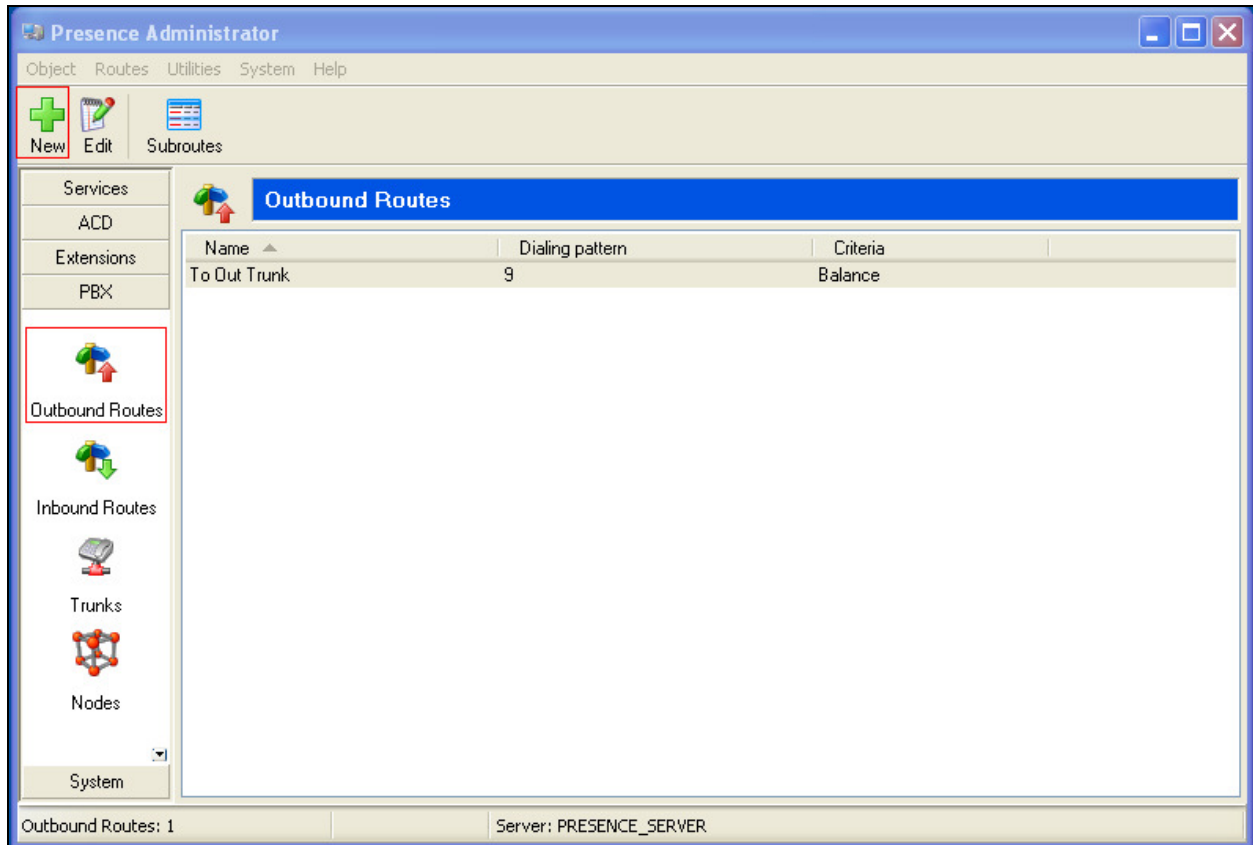 Presence Administrator
Object Routes Utilities System Help
New Edit Subroutes
Services
ACD
Extensions
PBX
Outbound Routes
Inbound Routes
Trunks
Nodes
System
Outbound Routes
Name Dialing pattern Criteria
To Out Trunk 9 Balance
Outbound Routes: 1 Server: PRESENCE_SERVER